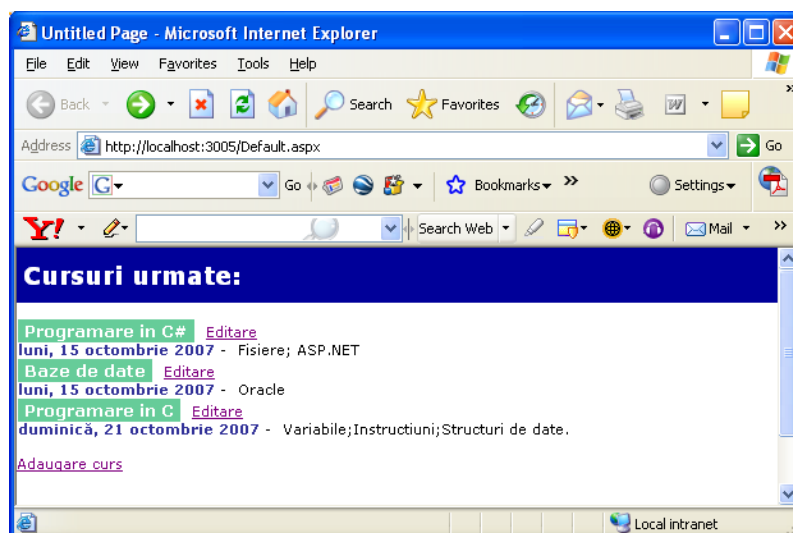 Untitled Page - Microsoft Internet Explorer
File Edit View Favorites Tools Help
Back Search Favorites W »
Address http://localhost:3005/Default.aspx Go
Google G Go Bookmarks » Settings
Y! Search Web Mail »
Cursuri urmate:
Programare in C# Editare
luni, 15 octombrie 2007 - Fisiere; ASP.NET
Baze de date Editare
luni, 15 octombrie 2007 - Oracle
Programare in C Editare
duminică, 21 octombrie 2007 - Variabile;Instructiuni;Structuri de date.
Adaugare curs
Local intranet